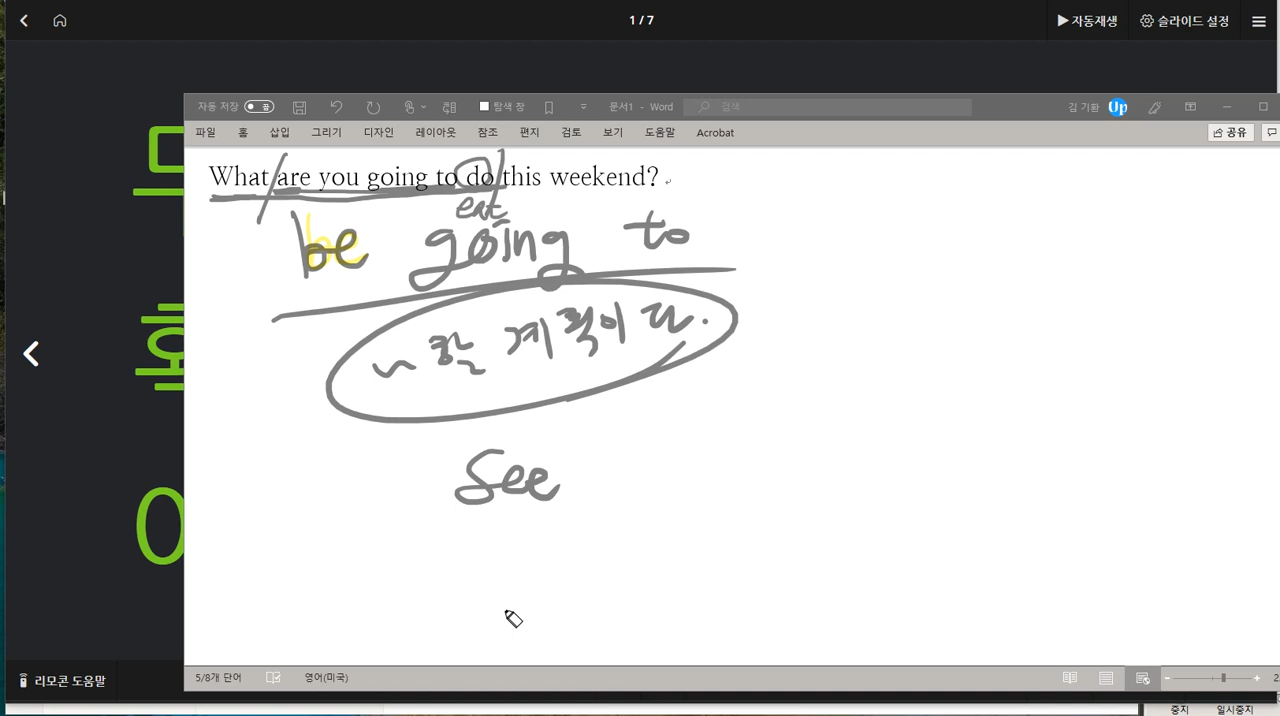 1 / 7
자동재생
슬라이드 설정
자동 저장
탐색 창
문서1 - Word
검색
김 기환
Up
파일 홈 삽입 그리기 디자인 레이아웃 참조 편지 검토 보기 도움말 Acrobat
공유
What are you going to do this weekend?
eat
be going to
~할 계획이다.
See
리모콘 도움말
5/8개 단어
영어(미국)
중지
일시중지